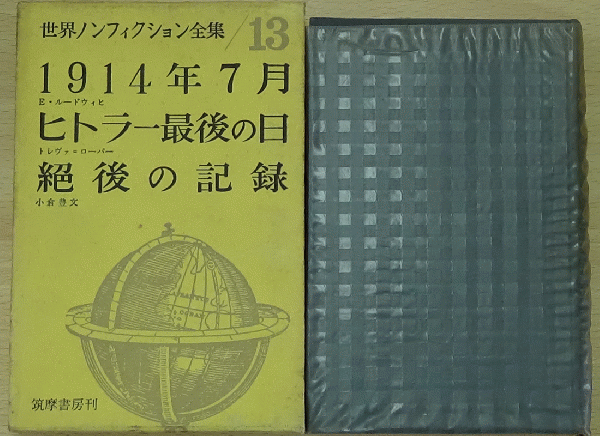 世界ノンフィクション全集/13
1914年7月
E・ルードウィヒ
ヒトラー最後の日
トレヴァ=ローパー
絶後の記録
小倉豊文
筑摩書房刊